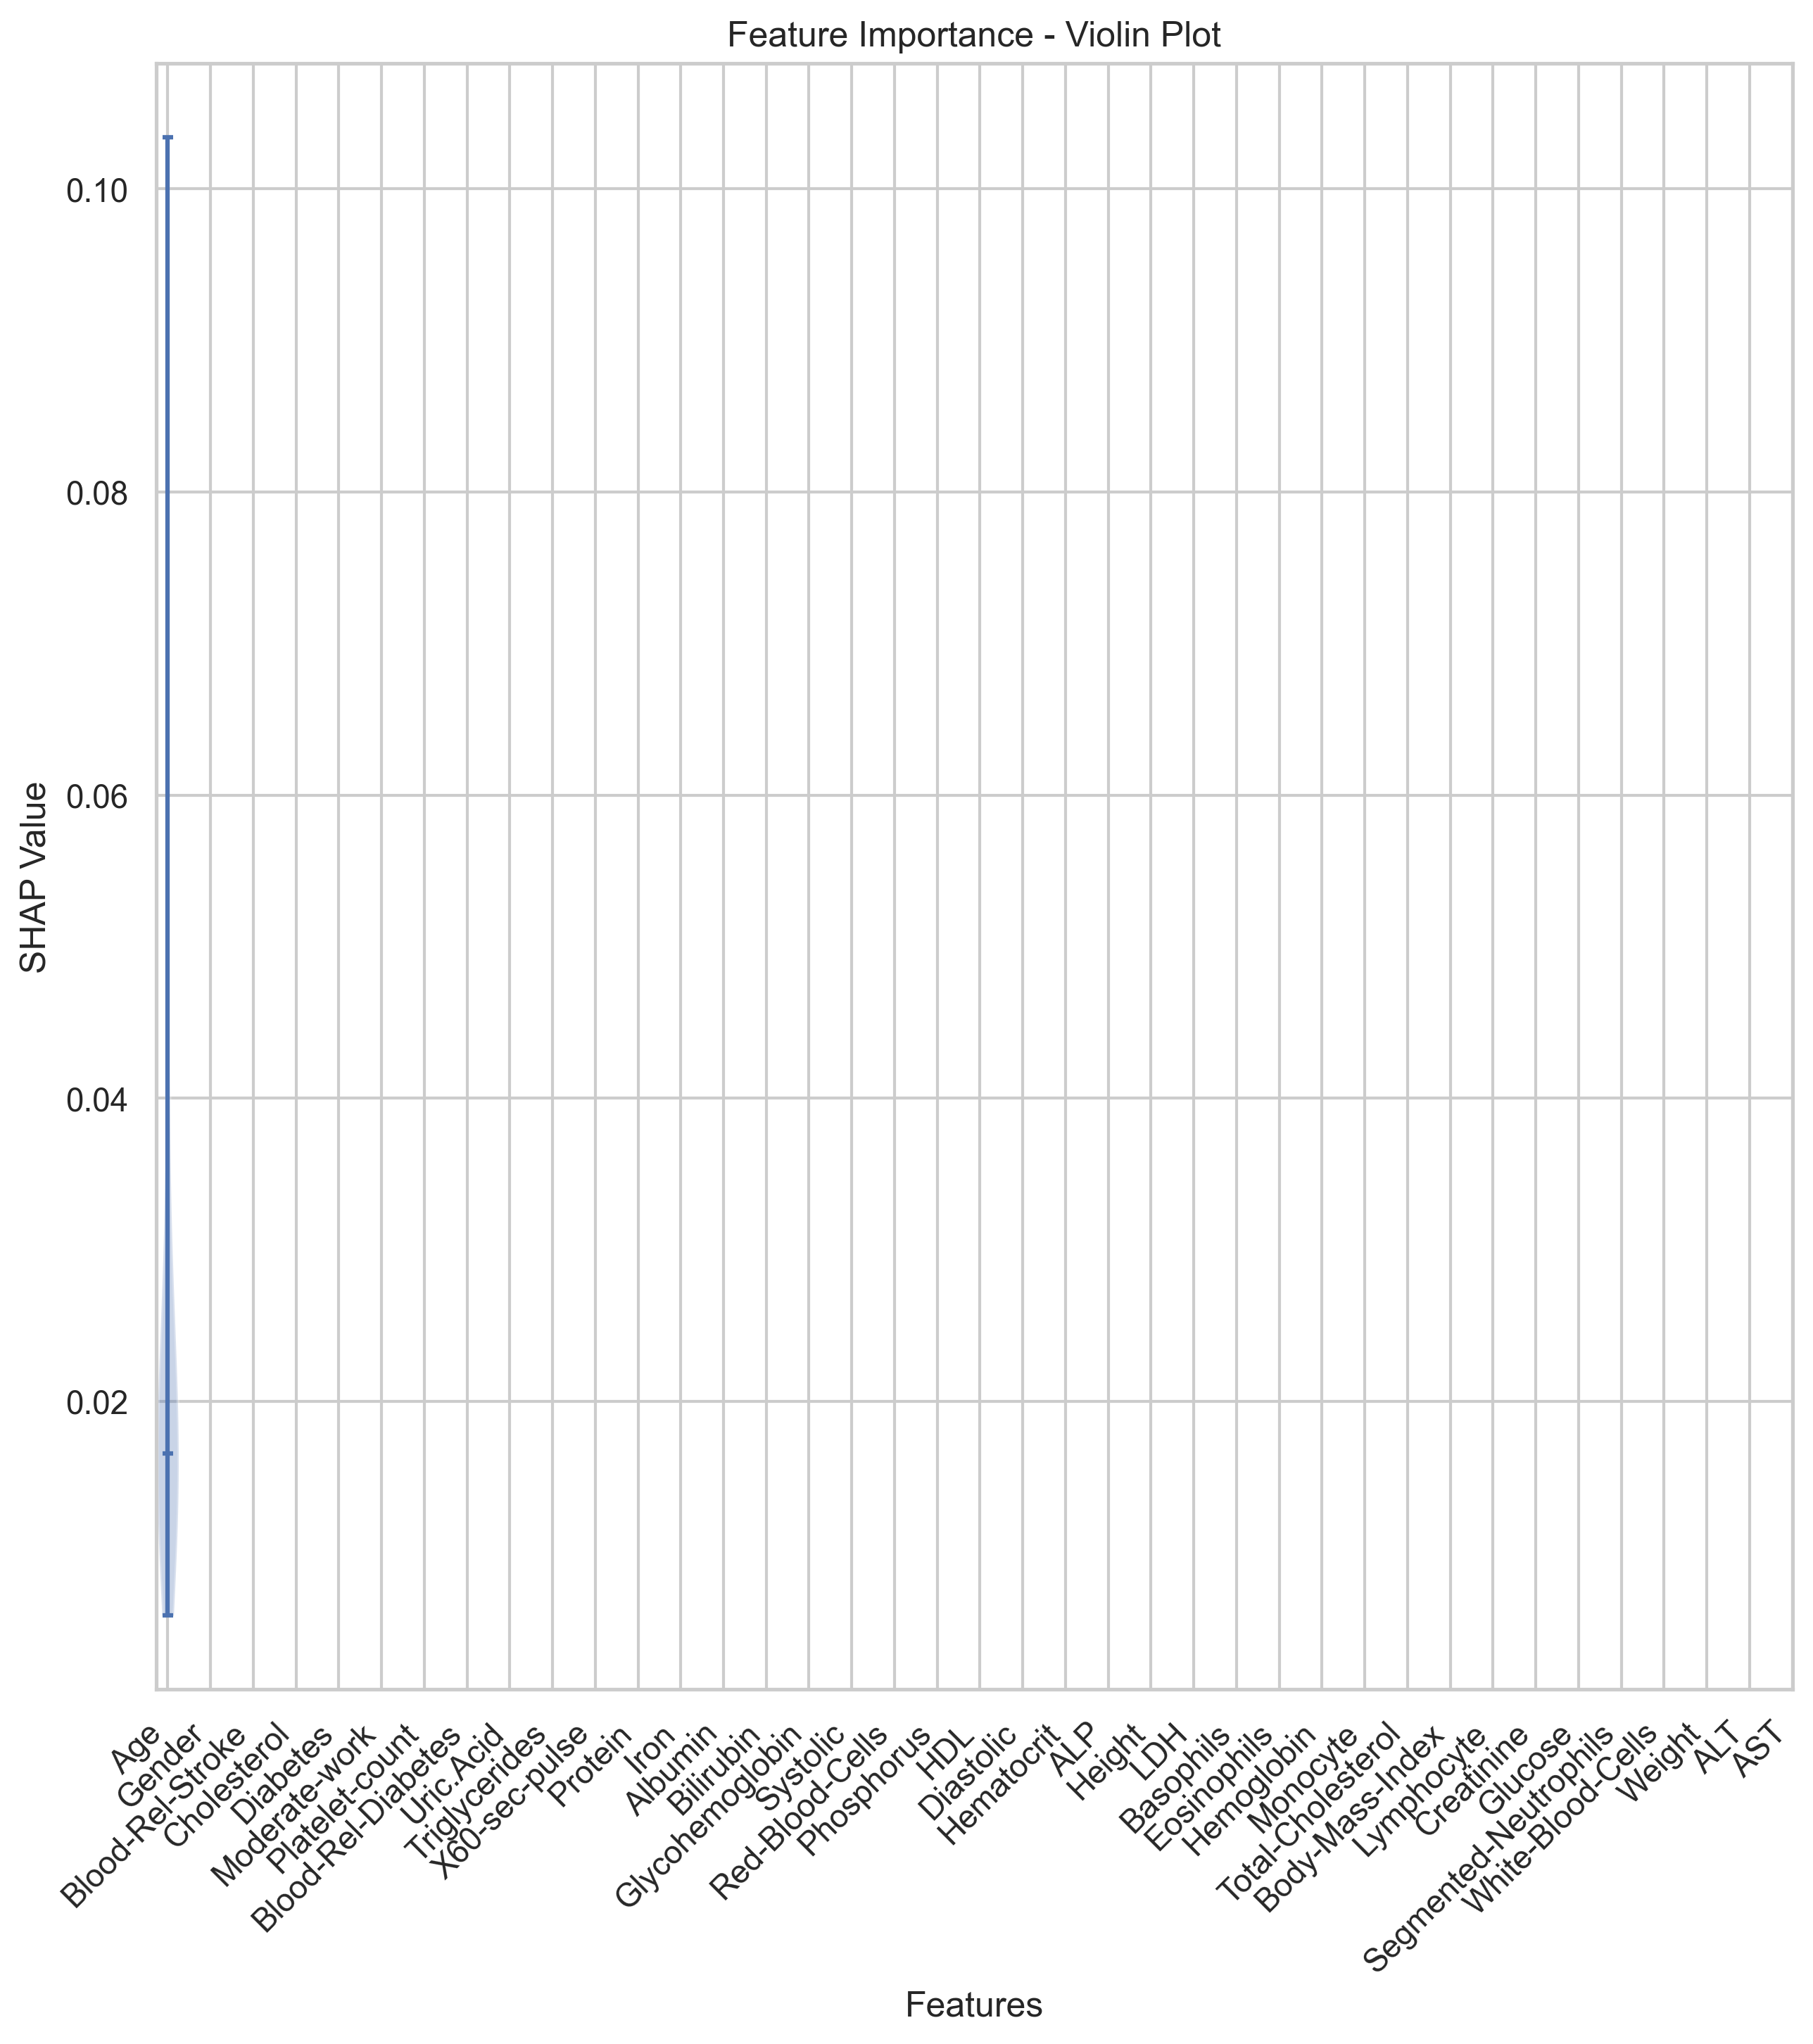 Feature Importance - Violin Plot
0.10
0.08
0.06
0.04
0.02
SHAP Value
Age
Gender
Blood-Rel-Stroke
Cholesterol
Diabetes
Moderate-work
Platelet-count
Blood-Rel-Diabetes
Uric.Acid
Triglycerides
X60-sec-pulse
Protein
Iron
Albumin
Bilirubin
Glycohemoglobin
Systolic
Red-Blood-Cells
Phosphorus
HDL
Diastolic
Hematocrit
ALP
Height
LDH
Basophils
Eosinophils
Hemoglobin
Monocyte
Total-Cholesterol
Body-Mass-Index
Lymphocyte
Creatinine
Glucose
Segmented-Neutrophils
White-Blood-Cells
Weight
ALT
AST
Features